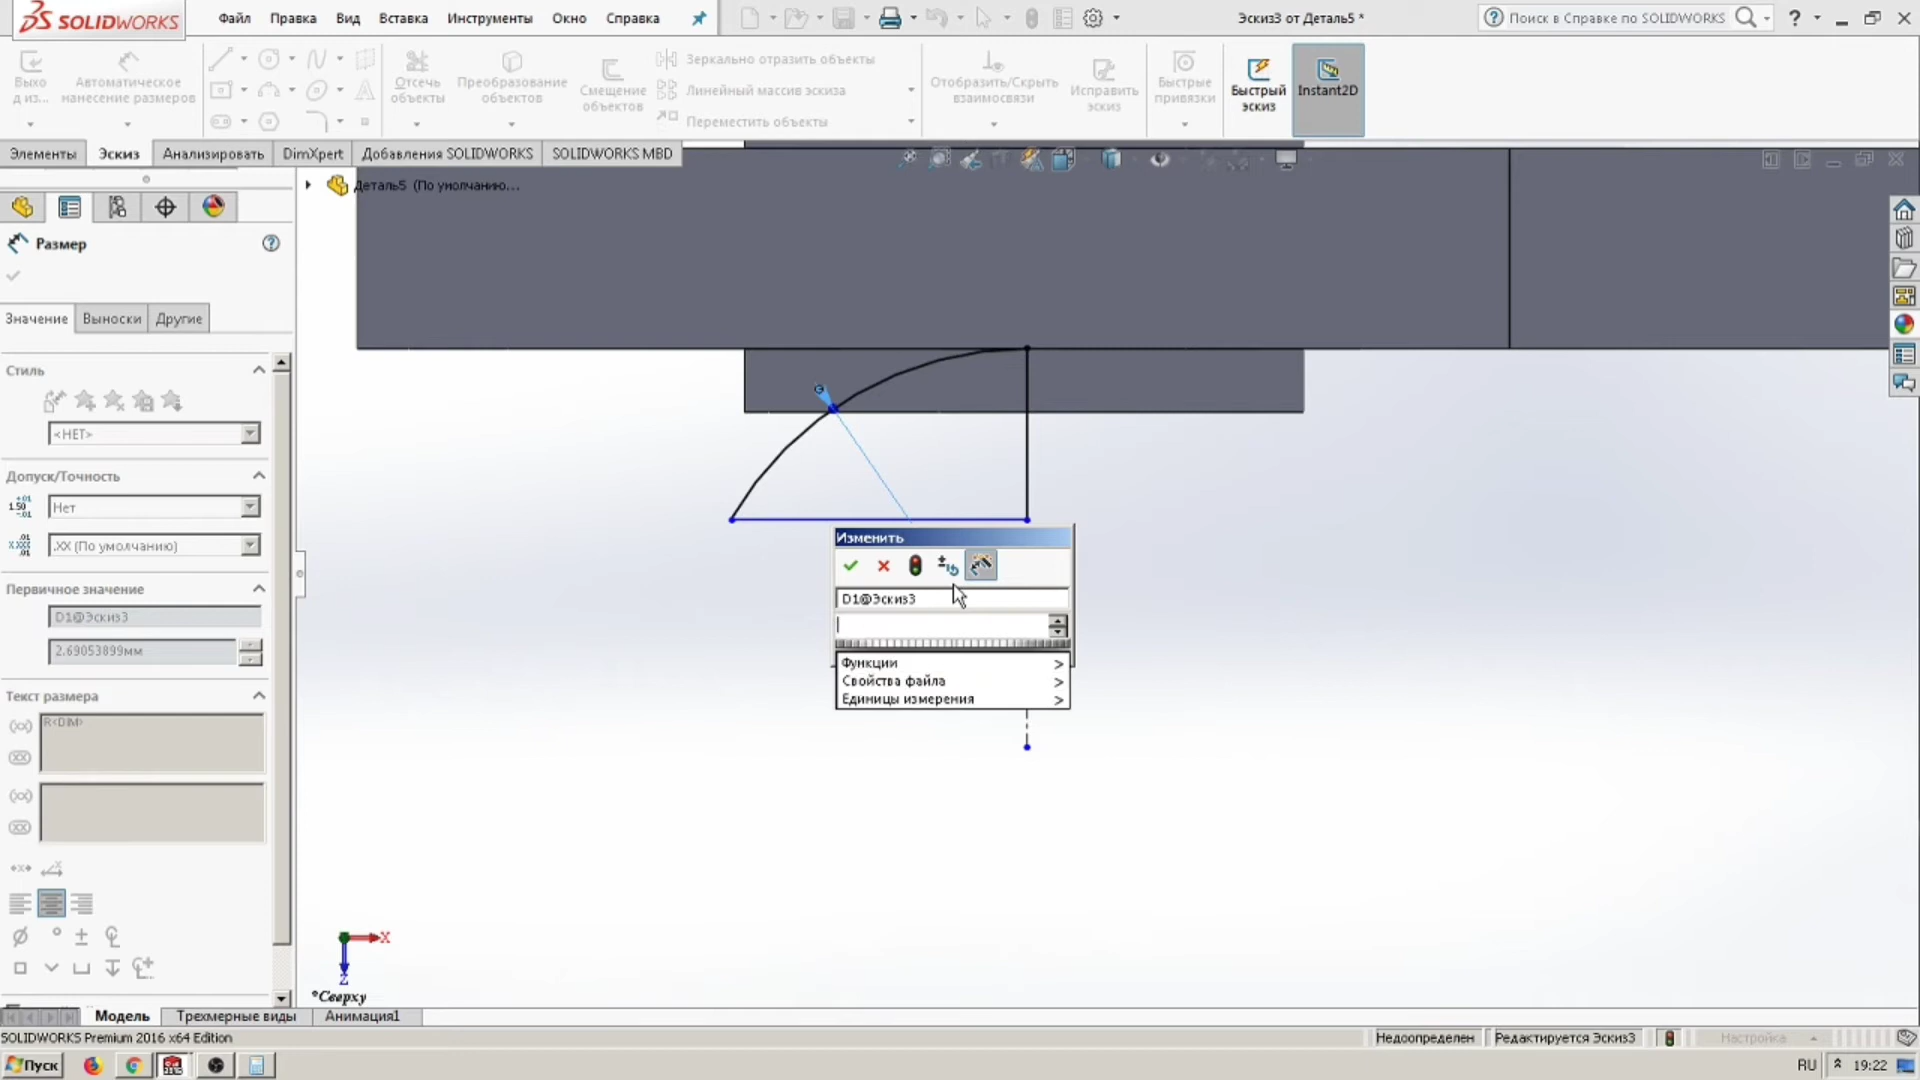 SOLIDWORKS
Файл Правка Вид Вставка Инструменты Окно Справка
Эскиз3 от Деталь5 *
Поиск в Справке по SOLIDWORKS
Выхо
д из...
Автоматическое
нанесение размеров
Отсечь
объекты
Преобразование
объектов
Смещение
объектов
Зеркально отразить объекты
Линейный массив эскиза
Переместить объекты
Отобразить/Скрыть
взаимосвязи
Исправить
эскиз
Быстрые
привязки
Быстрый
эскиз
Instant2D
Элементы Эскиз Анализировать DimXpert Добавления SOLIDWORKS SOLIDWORKS MBD
Деталь5 (По умолчанию...
Размер
Значение Выноски Другие
Стиль
<НЕТ>
Допуск/Точность
Нет
.XX (По умолчанию)
Первичное значение
D1@Эскиз3
2.69053899мм
Текст размера
R<DIM>
Изменить
D1@Эскиз3
Функции >
Свойства файла >
Единицы измерения >
X
Z
*Сверху
Модель Трехмерные виды Анимация1
SOLIDWORKS Premium 2016 x64 Edition
Недоопределен Редактируется Эскиз3 Настройка
Пуск
RU 19:22